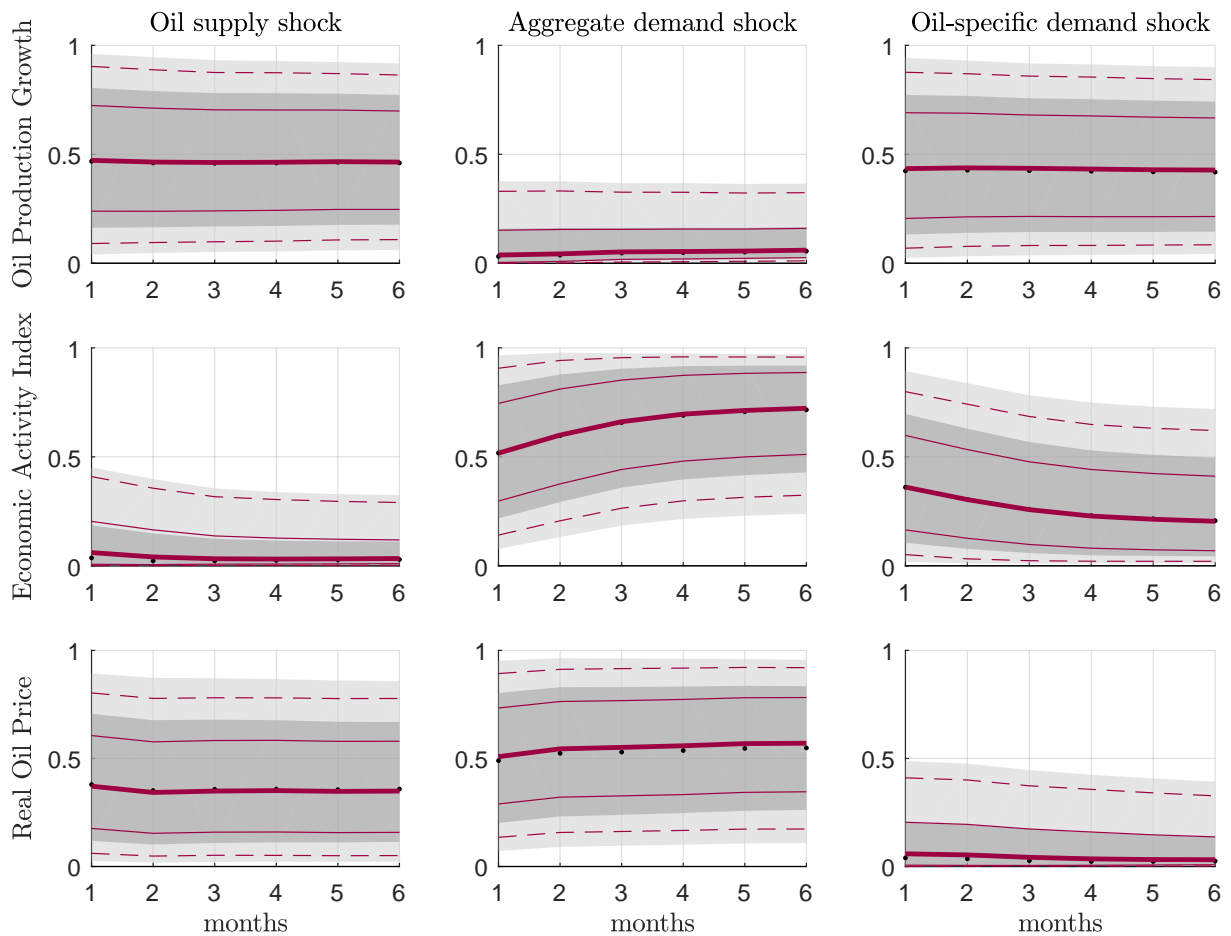 Oil supply shock
Aggregate demand shock
Oil-specific demand shock
Oil Production Growth
1
0.5
0
1 2 3 4 5 6
1
0.5
0
1 2 3 4 5 6
1
0.5
0
1 2 3 4 5 6
Economic Activity Index
1
0.5
0
1 2 3 4 5 6
1
0.5
0
1 2 3 4 5 6
1
0.5
0
1 2 3 4 5 6
Real Oil Price
1
0.5
0
1 2 3 4 5 6
months
1
0.5
0
1 2 3 4 5 6
months
1
0.5
0
1 2 3 4 5 6
months